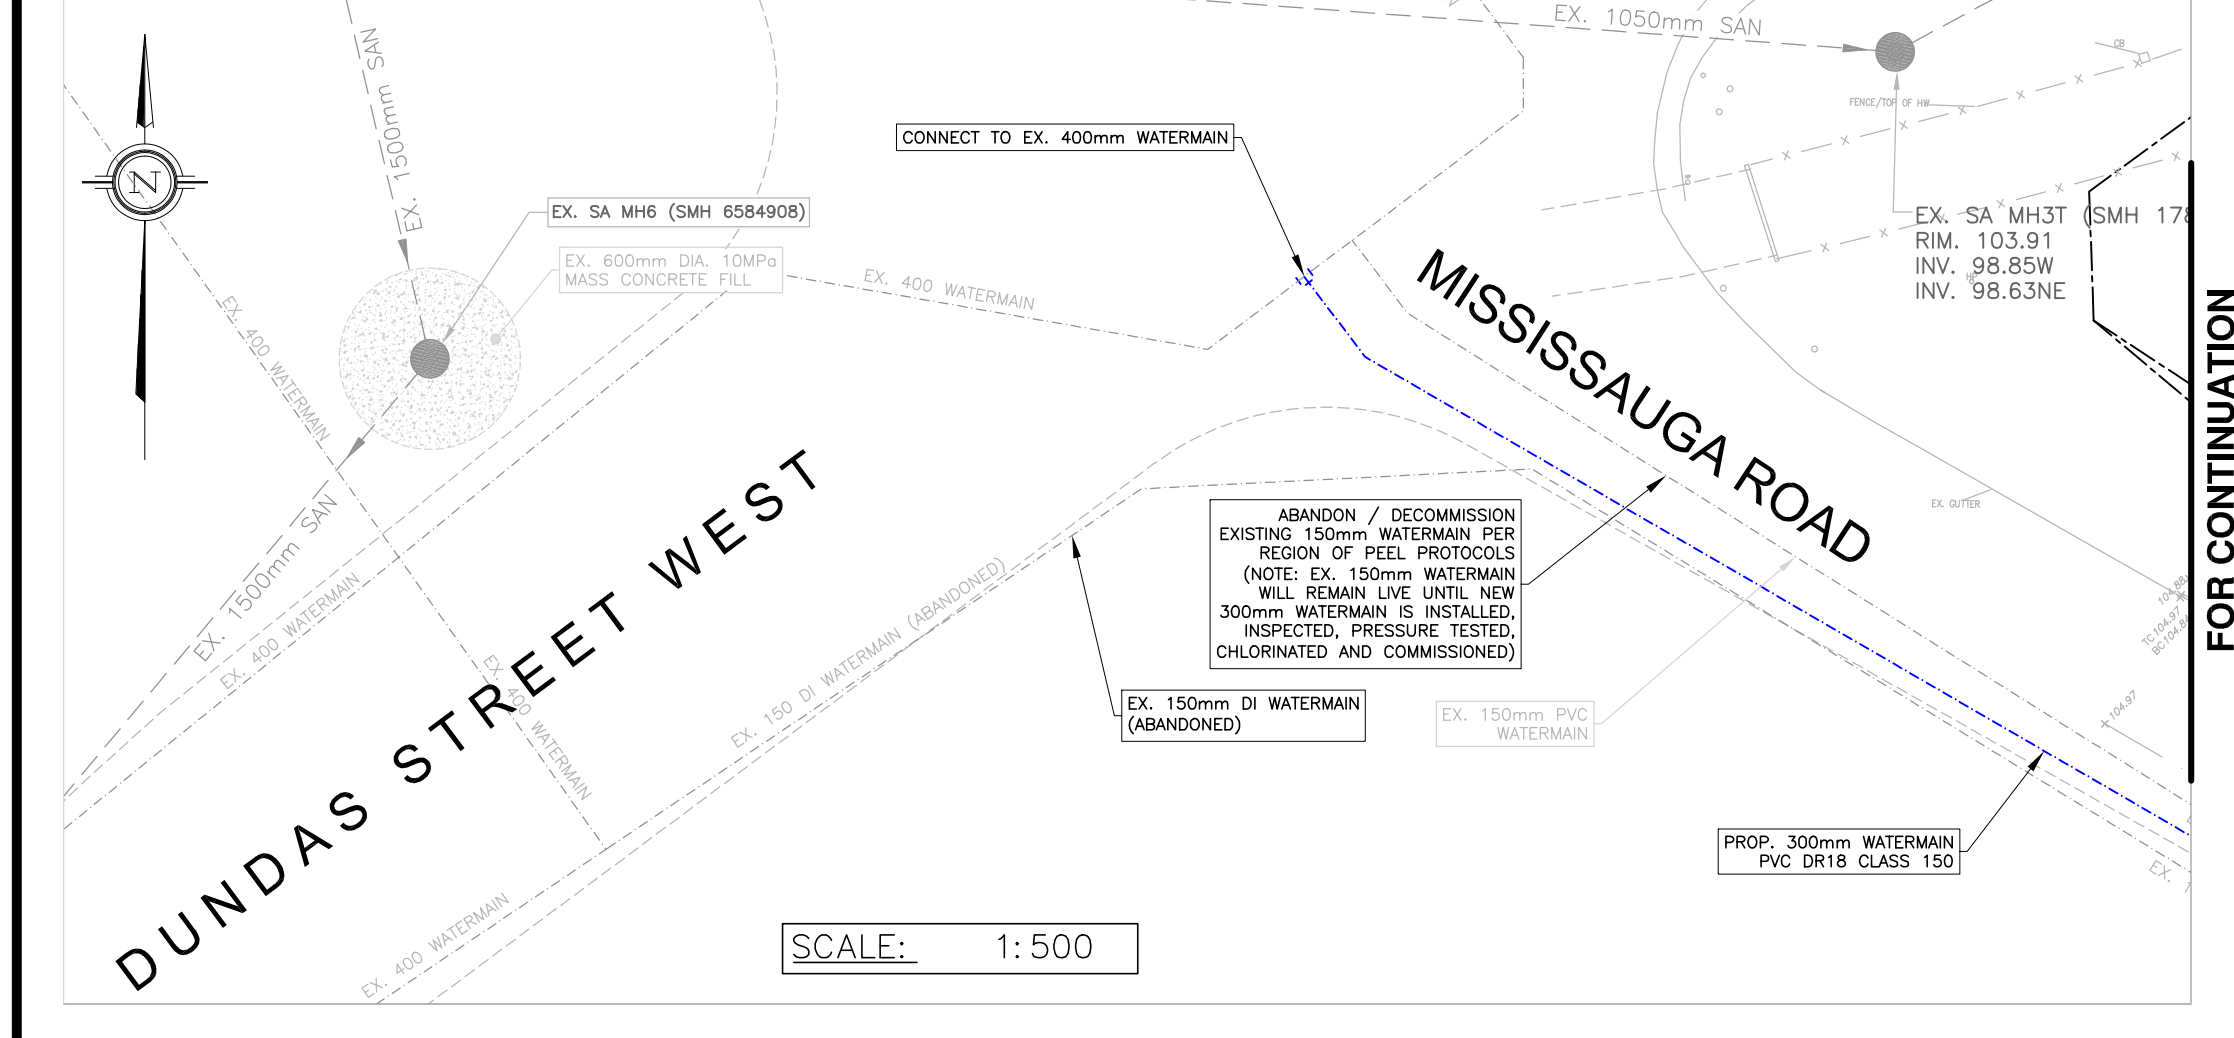 EX. 1500mm SAN
EX. 1050mm SAN
CB
FENCE/TOP OF HW
CONNECT TO EX. 400mm WATERMAIN
N
EX. SA MH6 (SMH 6584908)
EX. 600mm DIA. 10MPa
MASS CONCRETE FILL
EX. 400 WATERMAIN
EX. SA MH3T (SMH 178
RIM. 103.91
INV. 98.85W
INV. 98.63NE
HP
MISSISSAUGA ROAD
FOR CONTINUATION
EX. 400 WATERMAIN
EX. 1500mm SAN
EX. 400 WATERMAIN
DUNDAS STREET WEST
EX. 400 WATERMAIN
EX. 150 DI WATERMAIN (ABANDONED)
ABANDON / DECOMMISSION
EXISTING 150mm WATERMAIN PER
REGION OF PEEL PROTOCOLS
(NOTE: EX. 150mm WATERMAIN
WILL REMAIN LIVE UNTIL NEW
300mm WATERMAIN IS INSTALLED,
INSPECTED, PRESSURE TESTED,
CHLORINATED AND COMMISSIONED)
EX. GUTTER
TC104.97
104.97
EX. 150mm DI WATERMAIN
(ABANDONED)
EX. 150mm PVC
WATERMAIN
PROP. 300mm WATERMAIN
PVC DR18 CLASS 150
EX.
EX. 400 WATERMAIN
SCALE: 1:500